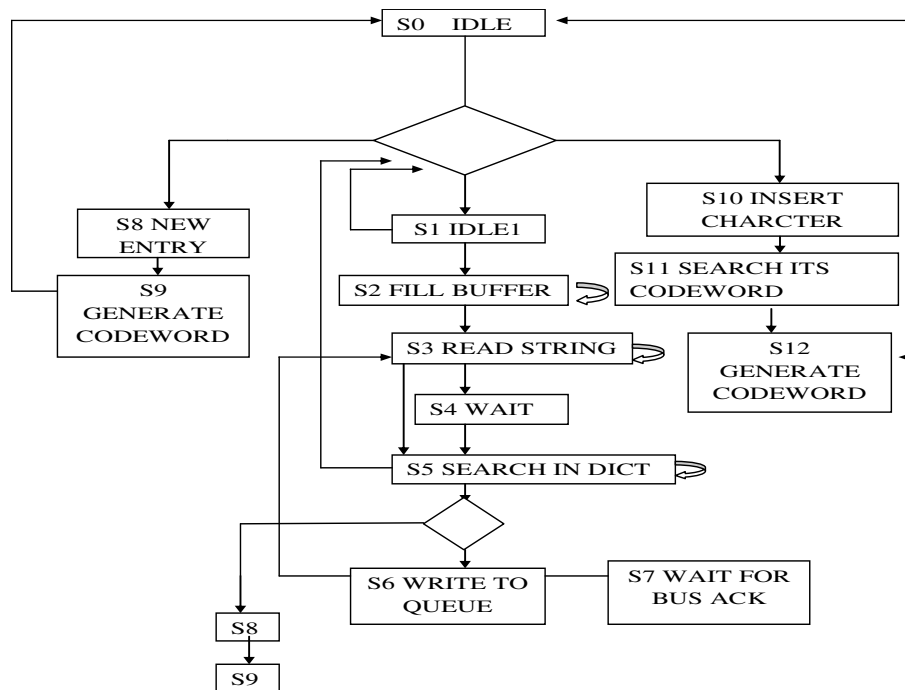 S0 IDLE
S8 NEW
ENTRY
S9
GENERATE
CODEWORD
S1 IDLE1
S2 FILL BUFFER
S3 READ STRING
S4 WAIT
S5 SEARCH IN DICT
S6 WRITE TO
QUEUE
S7 WAIT FOR
BUS ACK
S8
S9
S10 INSERT
CHARCTER
S11 SEARCH ITS
CODEWORD
S12
GENERATE
CODEWORD